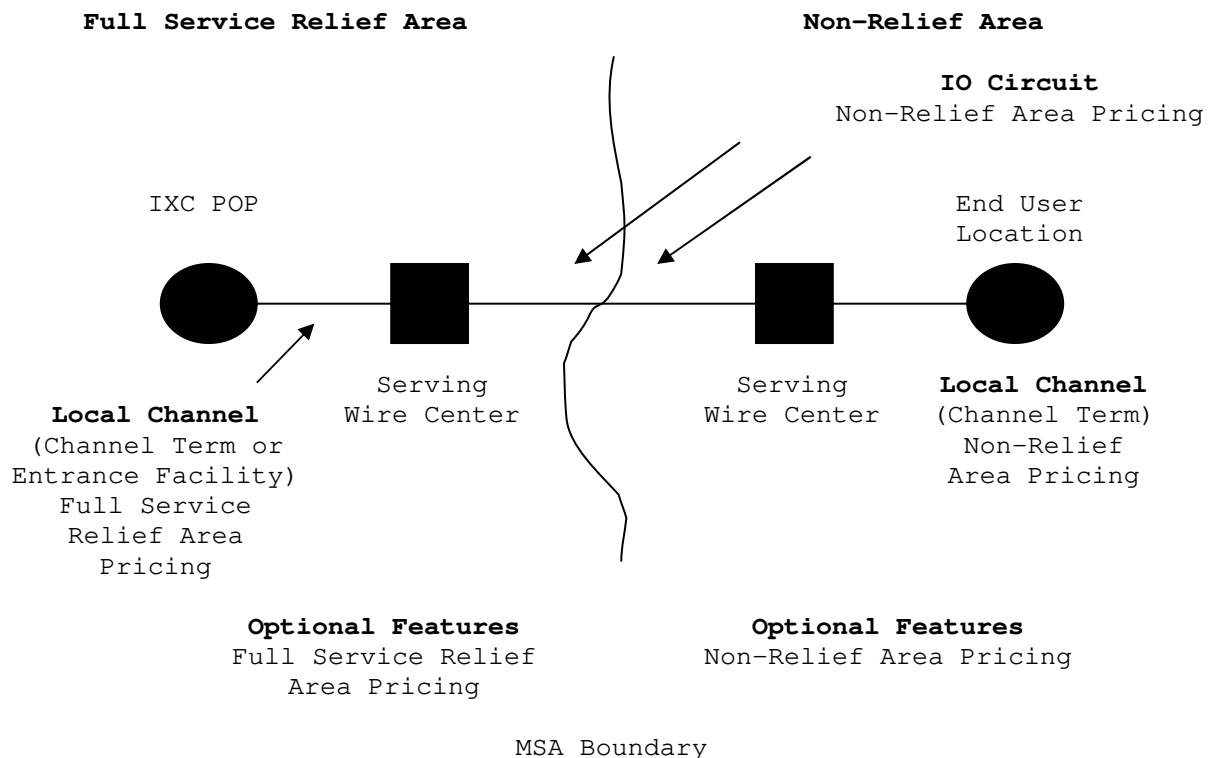 Full Service Relief Area
Non-Relief Area
IO Circuit
Non-Relief Area Pricing
IXC POP
End User
Location
Serving
Wire Center
Serving
Wire Center
Local Channel
(Channel Term or
Entrance Facility)
Full Service
Relief Area
Pricing
Local Channel
(Channel Term)
Non-Relief
Area Pricing
Optional Features
Full Service Relief
Area Pricing
Optional Features
Non-Relief Area Pricing
MSA Boundary